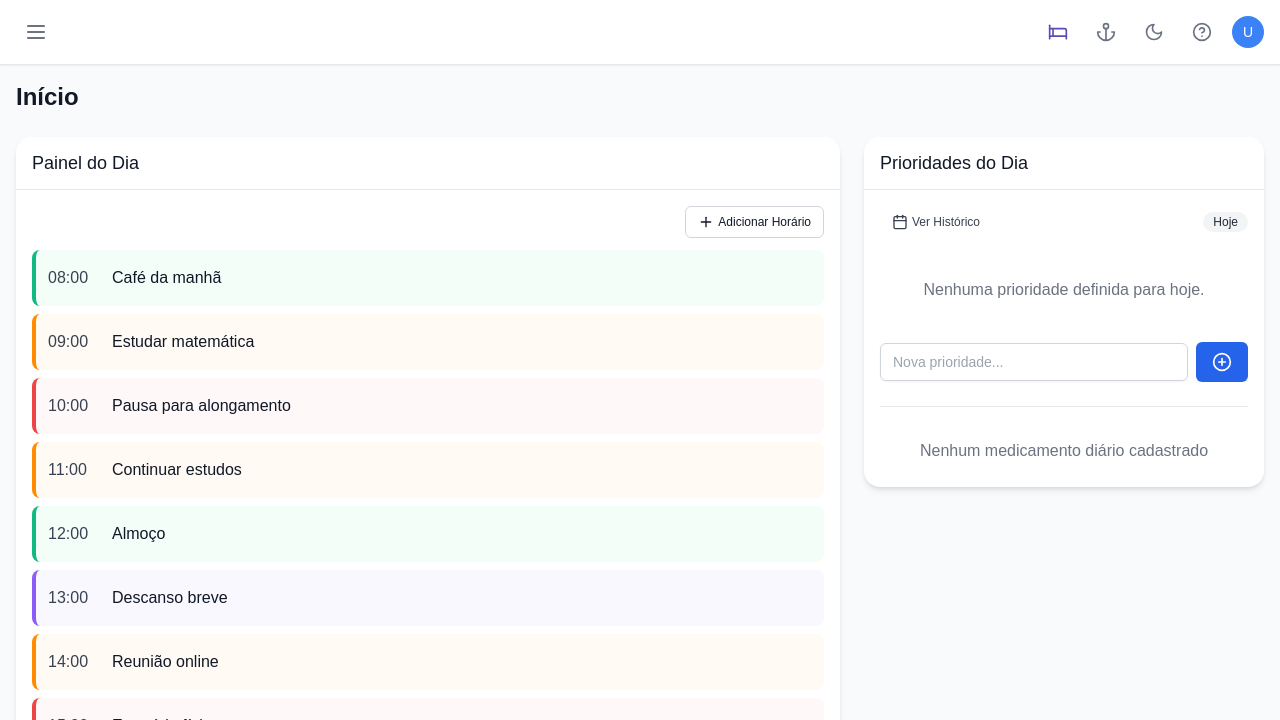 U
Início
Painel do Dia
Adicionar Horário
08:00 Café da manhã
09:00 Estudar matemática
10:00 Pausa para alongamento
11:00 Continuar estudos
12:00 Almoço
13:00 Descanso breve
14:00 Reunião online
Prioridades do Dia
Ver Histórico
Hoje
Nenhuma prioridade definida para hoje.
Nova prioridade...
Nenhum medicamento diário cadastrado